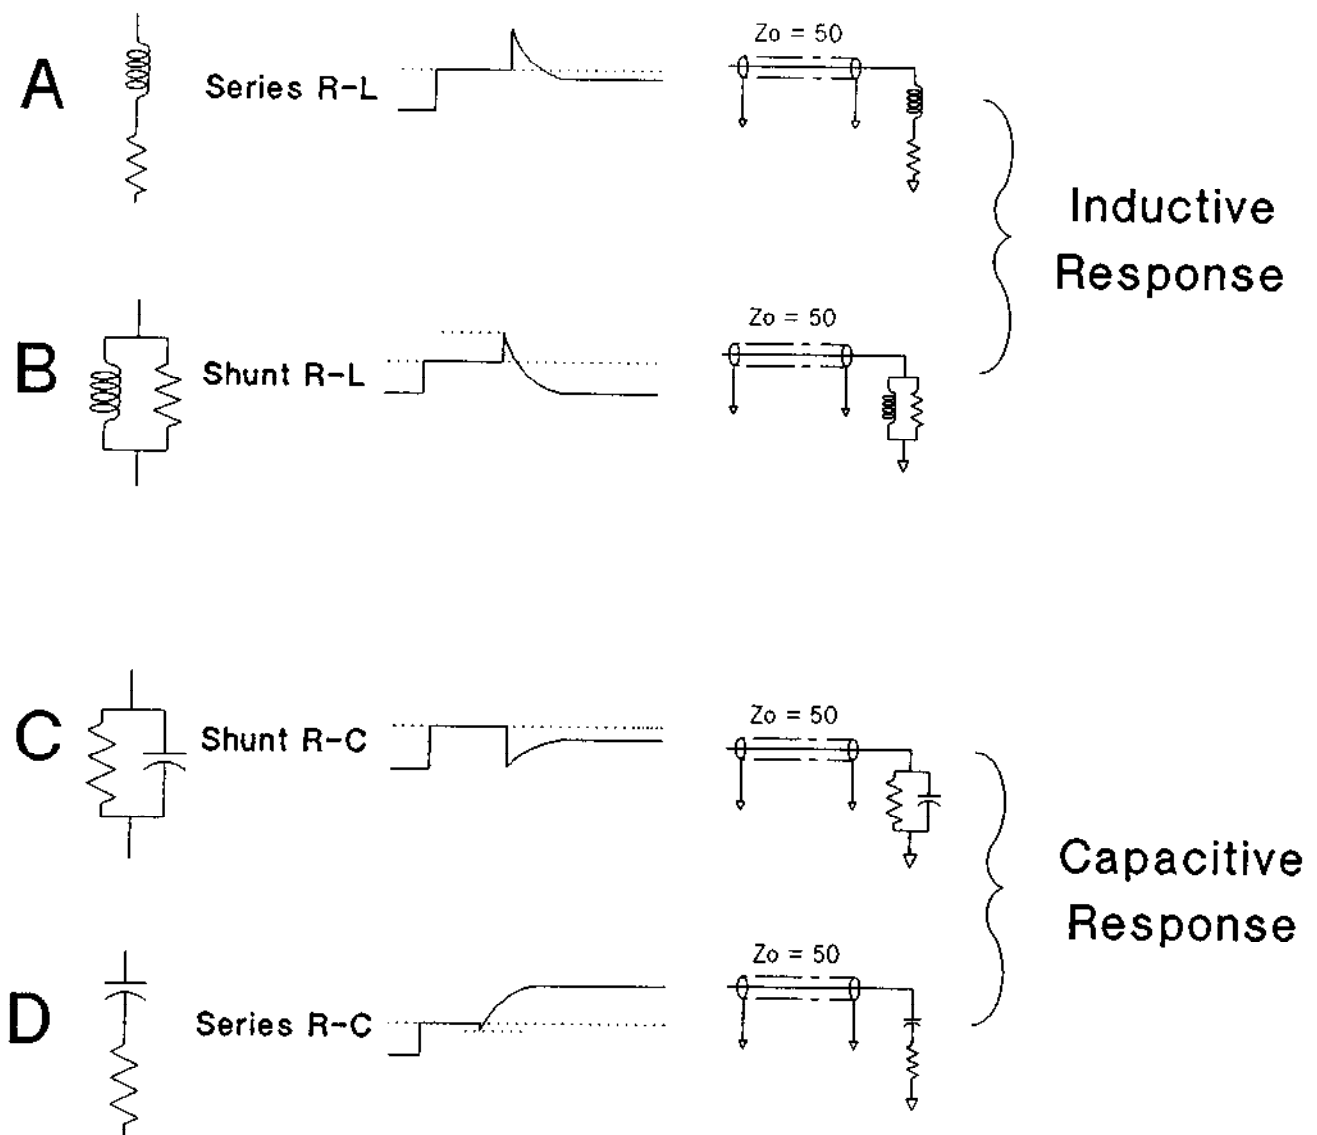 A
Series R-L
Zo = 50
Inductive
Response
B
Shunt R-L
Zo = 50
C
Shunt R-C
Zo = 50
Capacitive
Response
D
Series R-C
Zo = 50